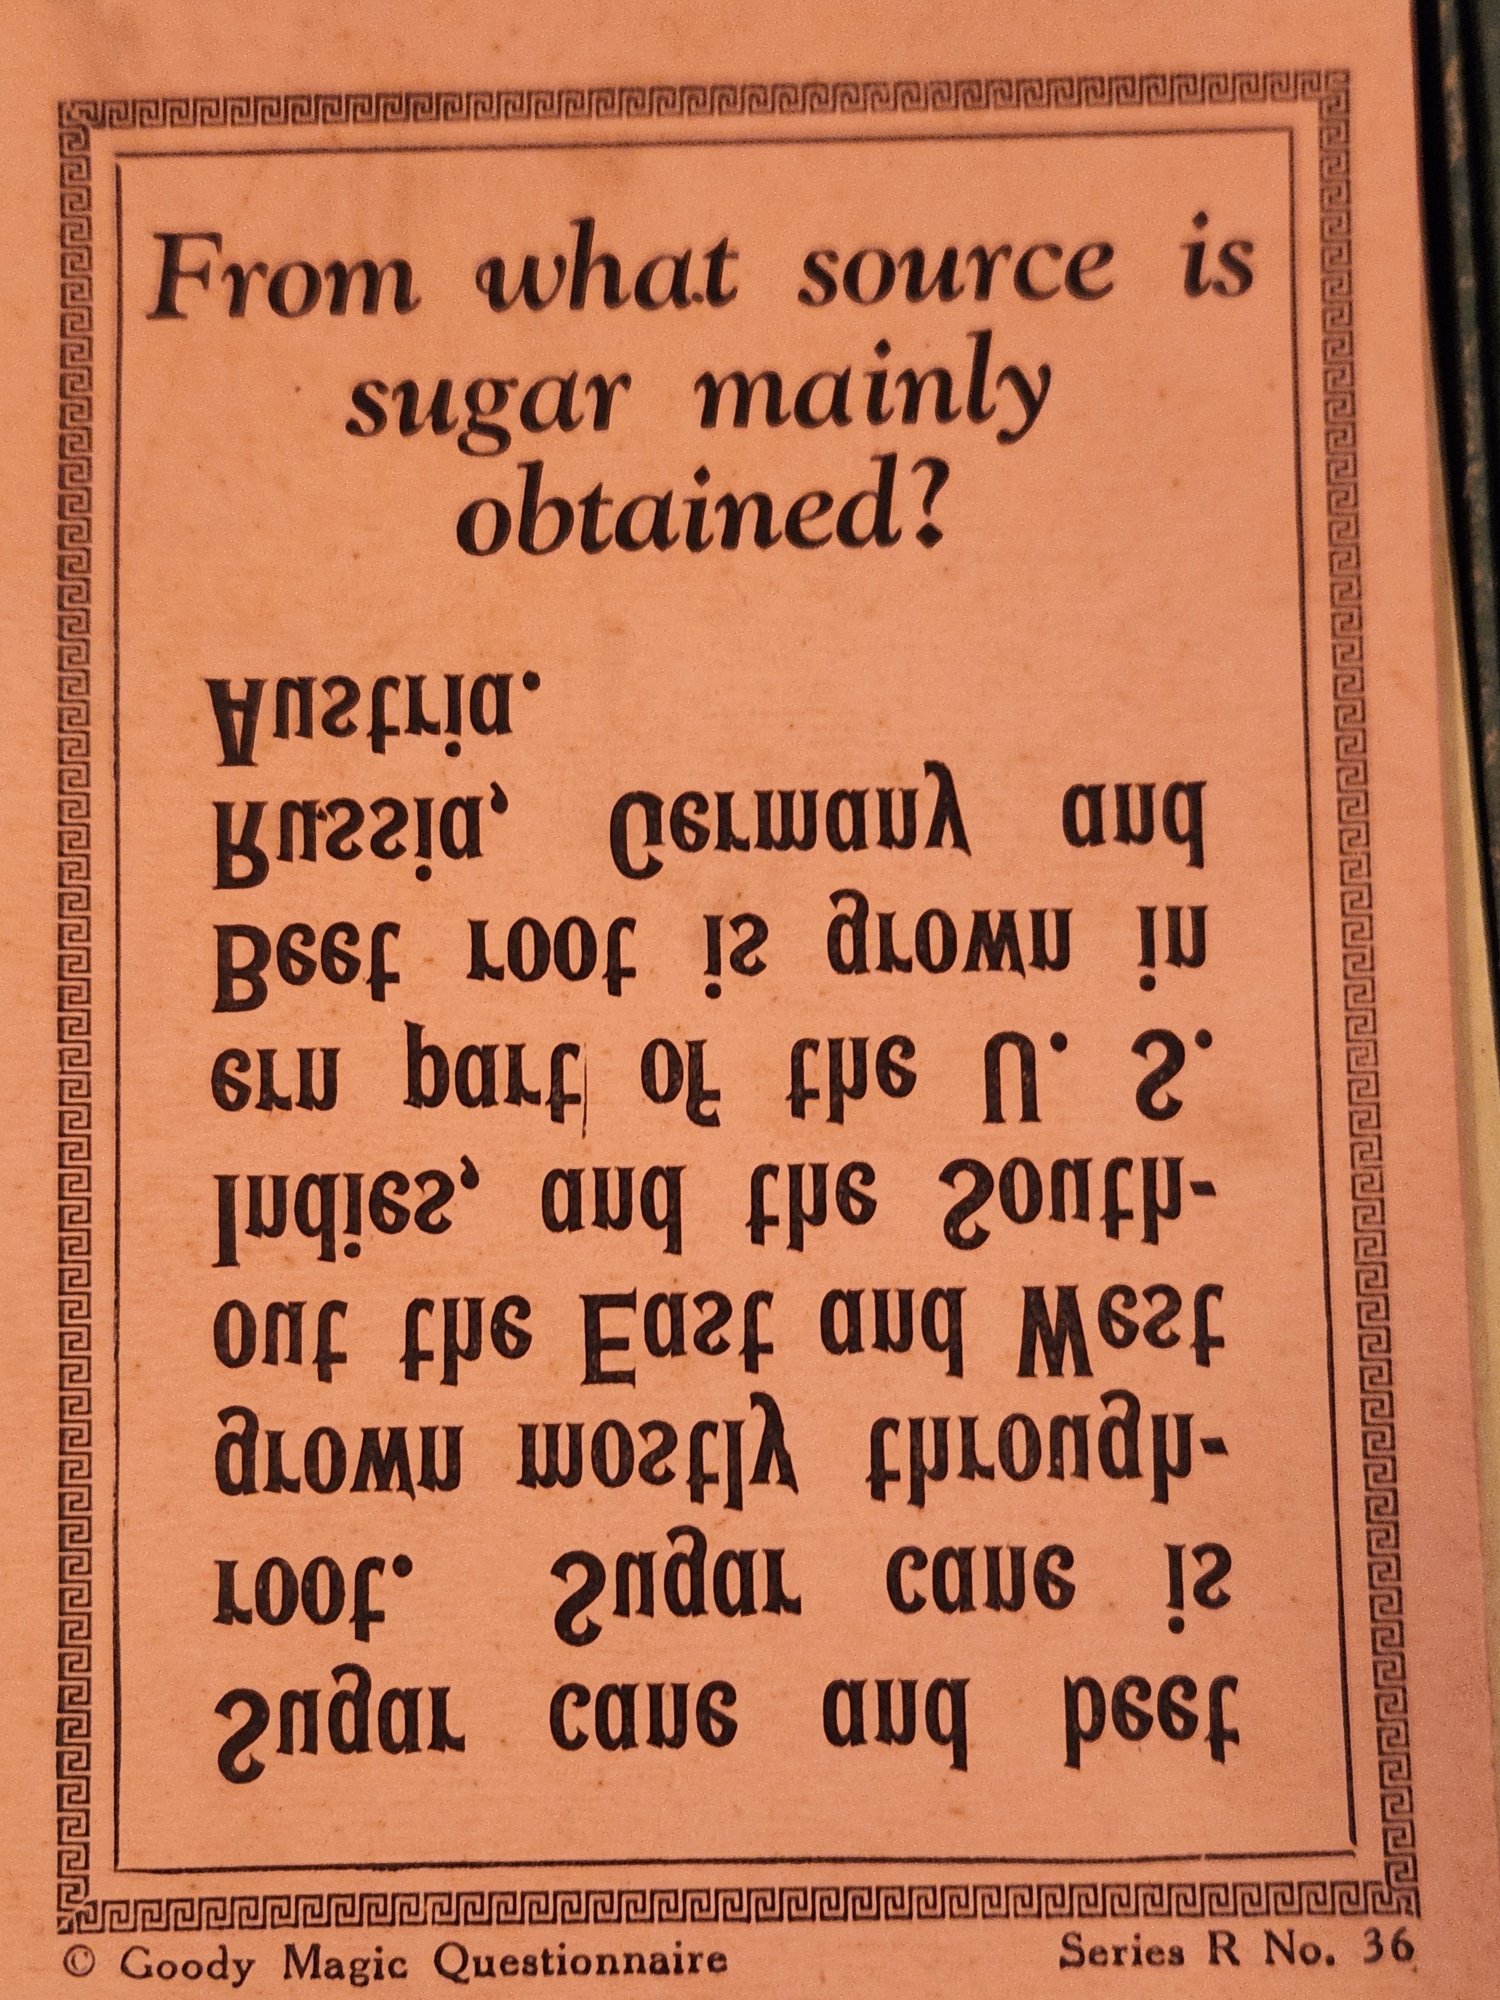 From what source is
sugar mainly
obtained?
Sugar cane and beet
root. Sugar cane is
grown mostly through-
out the East and West
Indies, and the South-
ern part of the U. S.
Beet root is grown in
Russia, Germany and
Austria.
© Goody Magic Questionnaire
Series R No. 36